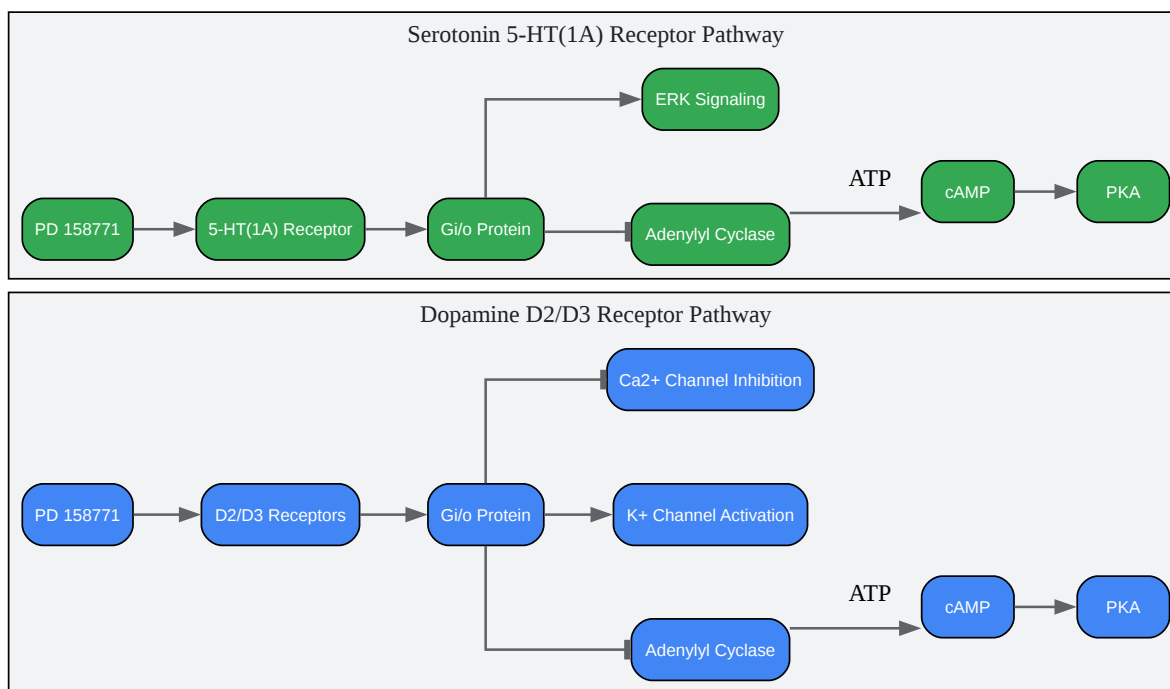 Serotonin 5-HT(1A) Receptor Pathway
ERK Signaling
ATP
cAMP
PKA
PD 158771
5-HT(1A) Receptor
Gi/o Protein
Adenylyl Cyclase
Dopamine D2/D3 Receptor Pathway
Ca2+ Channel Inhibition
PD 158771
D2/D3 Receptors
Gi/o Protein
K+ Channel Activation
ATP
cAMP
PKA
Adenylyl Cyclase